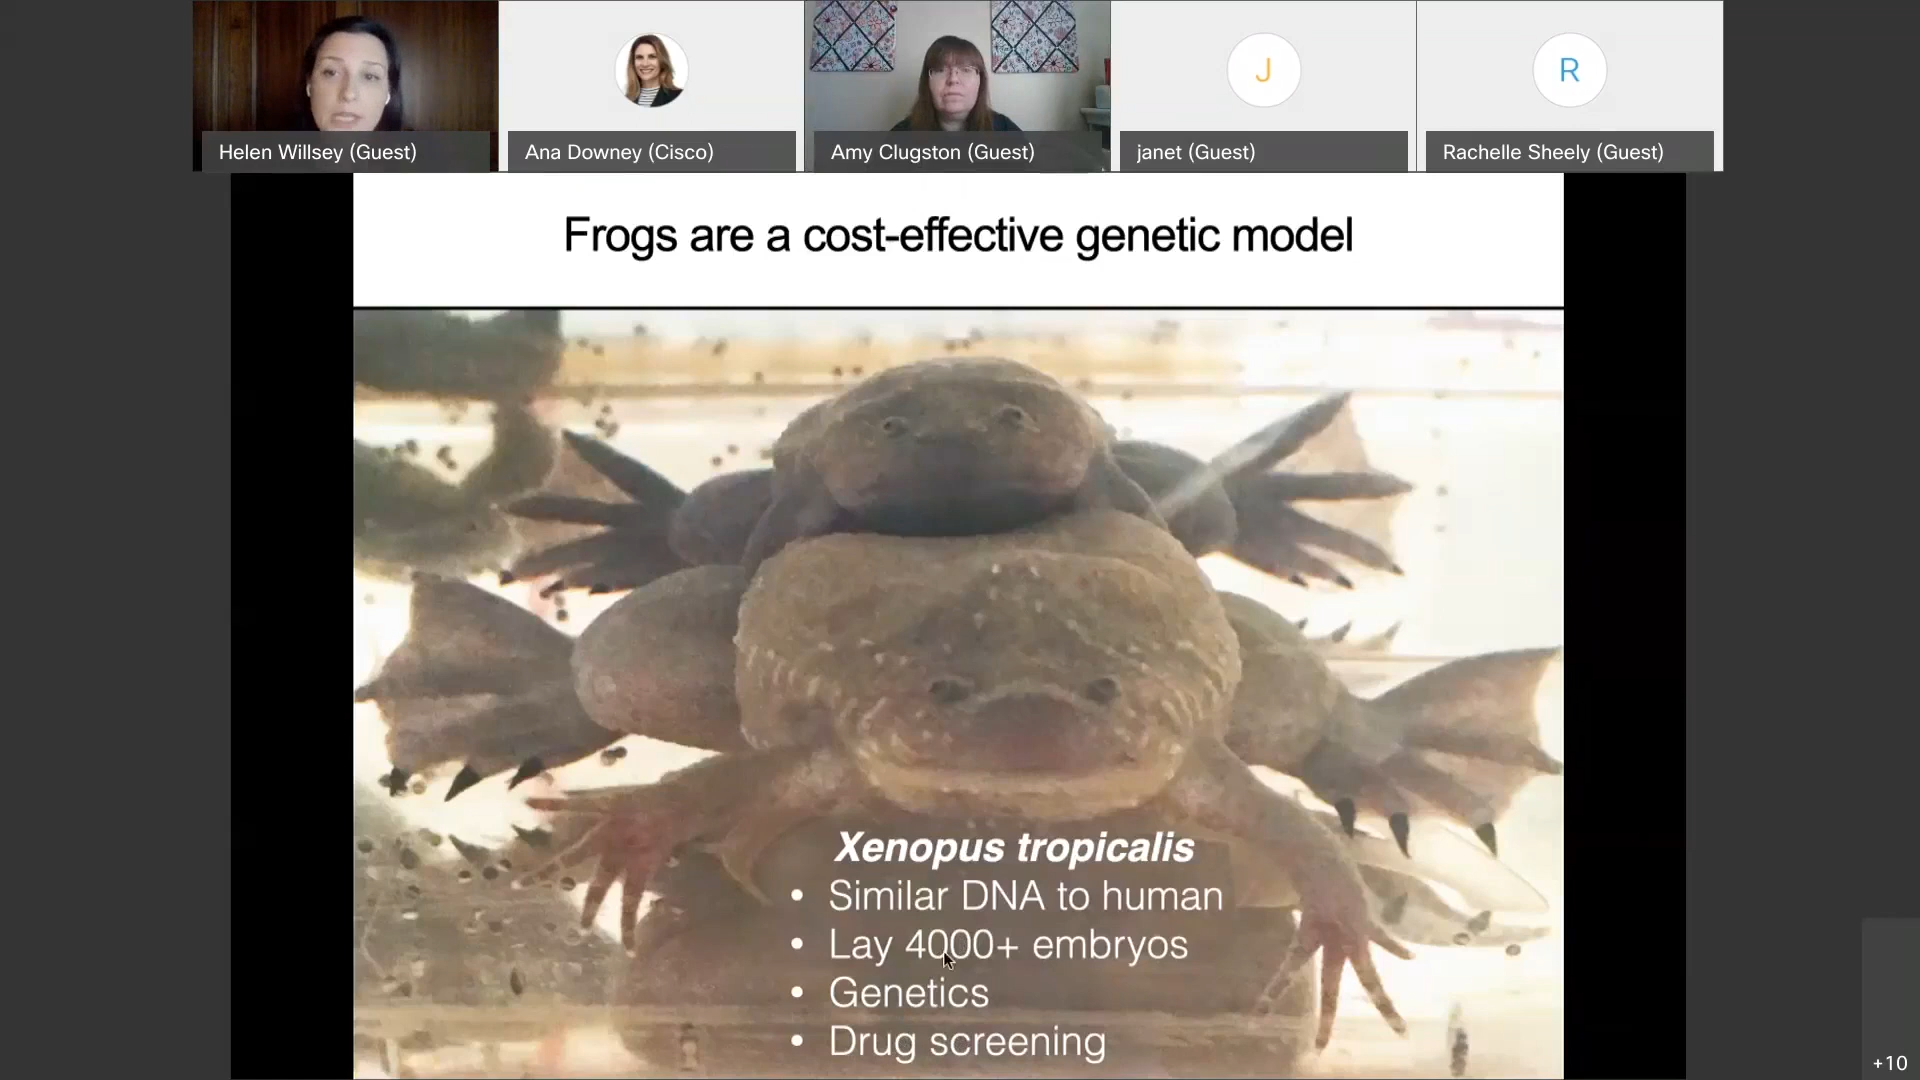 J
R
Helen Willsey (Guest)
Ana Downey (Cisco)
Amy Clugston (Guest)
janet (Guest)
Rachelle Sheely (Guest)
Frogs are a cost-effective genetic model
Xenopus tropicalis
• Similar DNA to human
• Lay 4000+ embryos
• Genetics
• Drug screening
+10